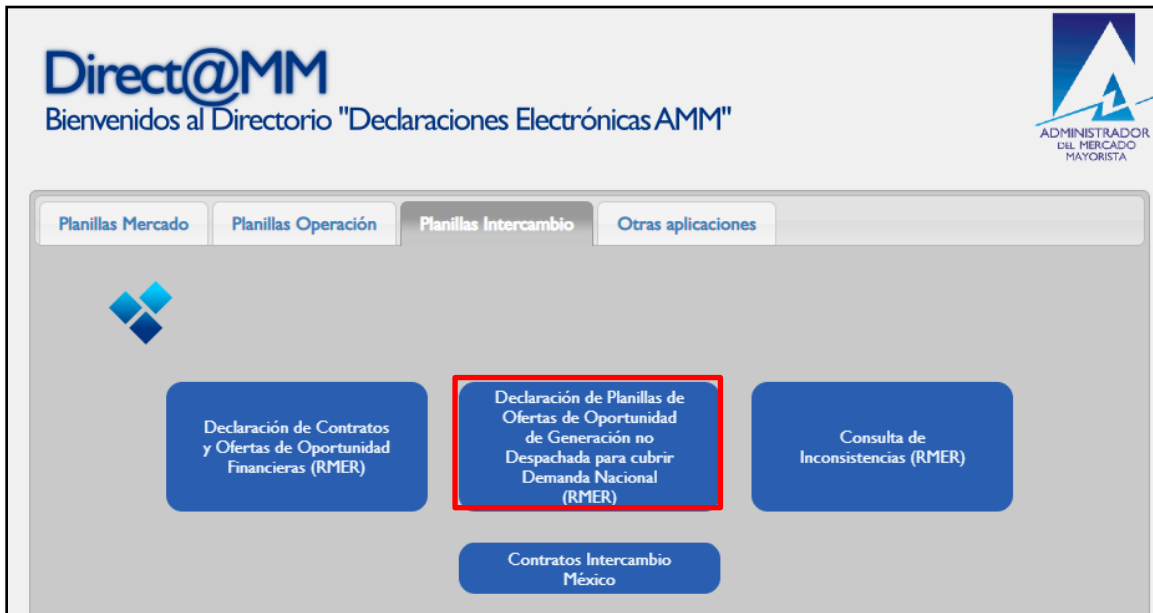 Direct@MM
Bienvenidos al Directorio "Declaraciones Electrónicas AMM"
ADMINISTRADOR
DEL MERCADO
MAYORISTA
Planillas Mercado
Planillas Operación
Planillas Intercambio
Otras aplicaciones
Declaración de Contratos
y Ofertas de Oportunidad
Financieras (RMER)
Declaración de Planillas de
Ofertas de Oportunidad
de Generación no
Despachada para cubrir
Demanda Nacional
(RMER)
Consulta de
Inconsistencias (RMER)
Contratos Intercambio
México